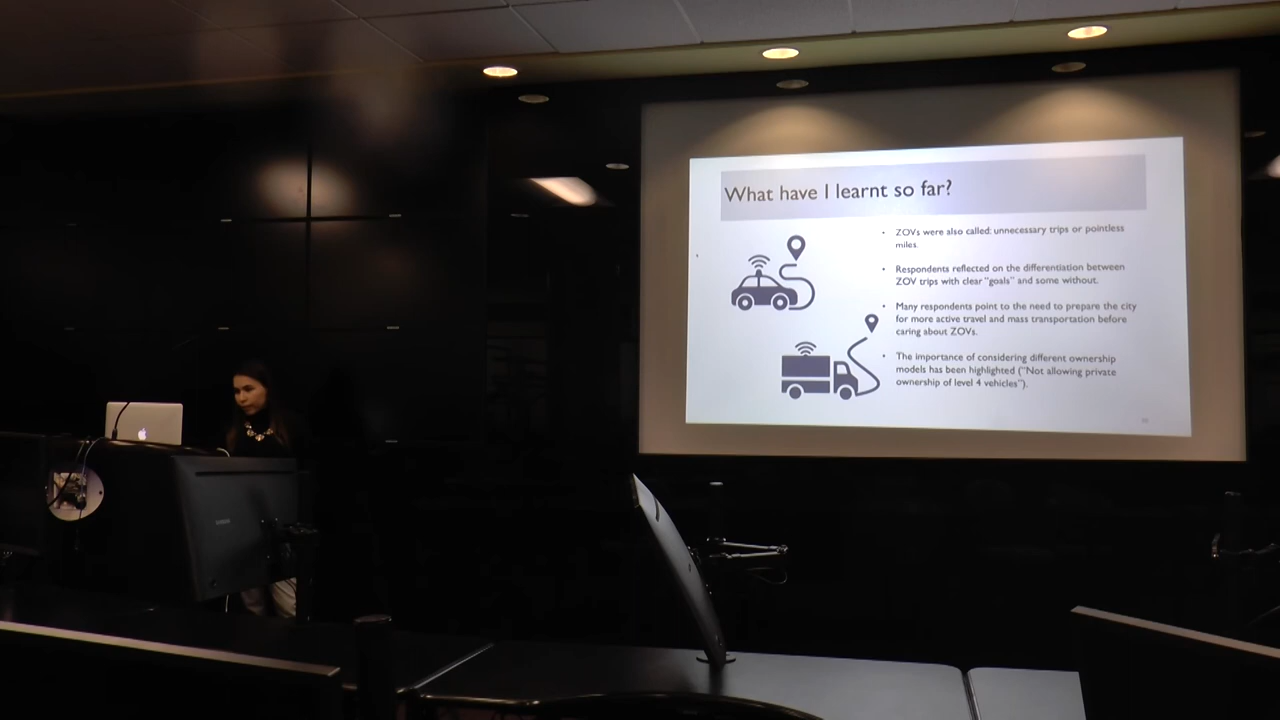 What have I learnt so far?
• ZOVs were also called: unnecessary trips or pointless
miles.
• Respondents reflected on the differentiation between
ZOV trips with clear "goals" and some without.
• Many respondents point to the need to prepare the city
for more active travel and mass transportation before
caring about ZOVs.
• The importance of considering different ownership
models has been highlighted ("Not allowing private
ownership of level 4 vehicles").